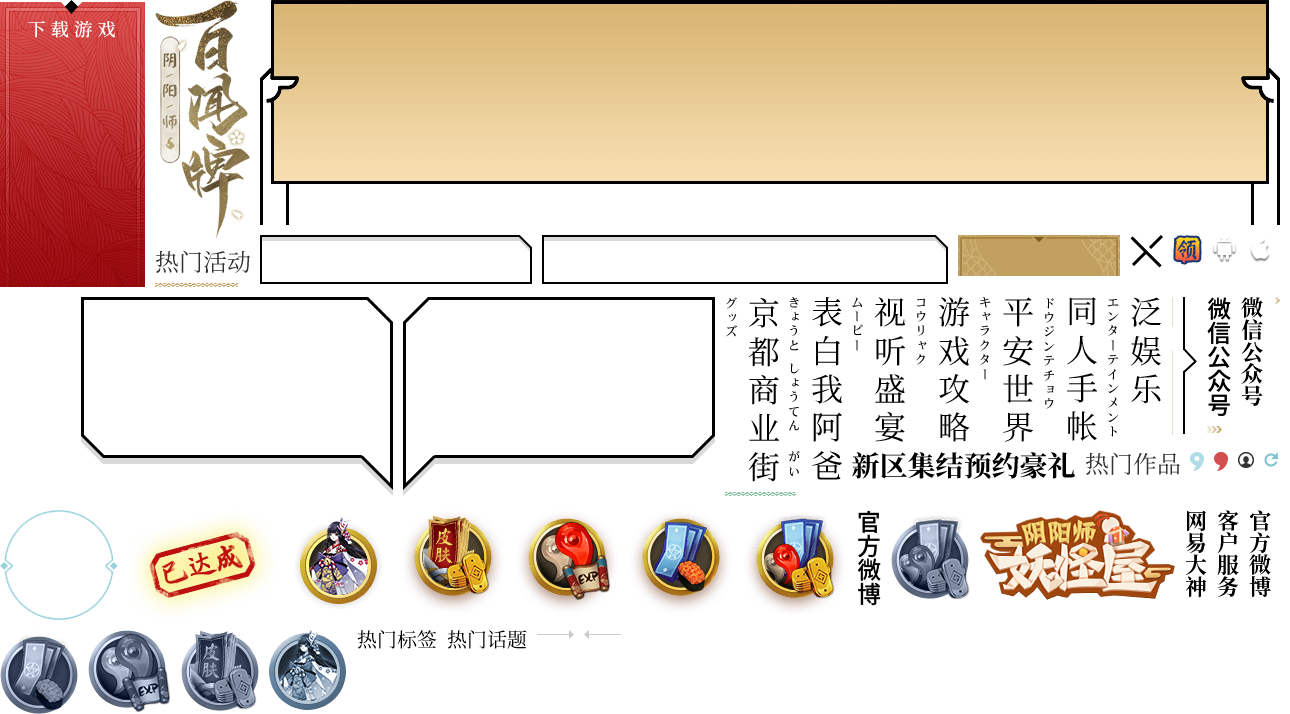 下载游戏
百闻牌
阴阳师
热门活动
领
グッズ
京都商业街
きょうと しょうてん がい
表白我阿爸
ムービー
视听盛宴
コウリャク
游戏攻略
キャラクター
平安世界
ドウジンテチョウ
同人手帐
エンターテインメント
泛娱乐
微信公众号
微信公众号
新区集结预约豪礼
热门作品
已达成
皮肤
EXP
官方微博
阴阳师
妖怪屋
网易大神
客户服务
官方微博
EXP
皮肤
热门标签
热门话题